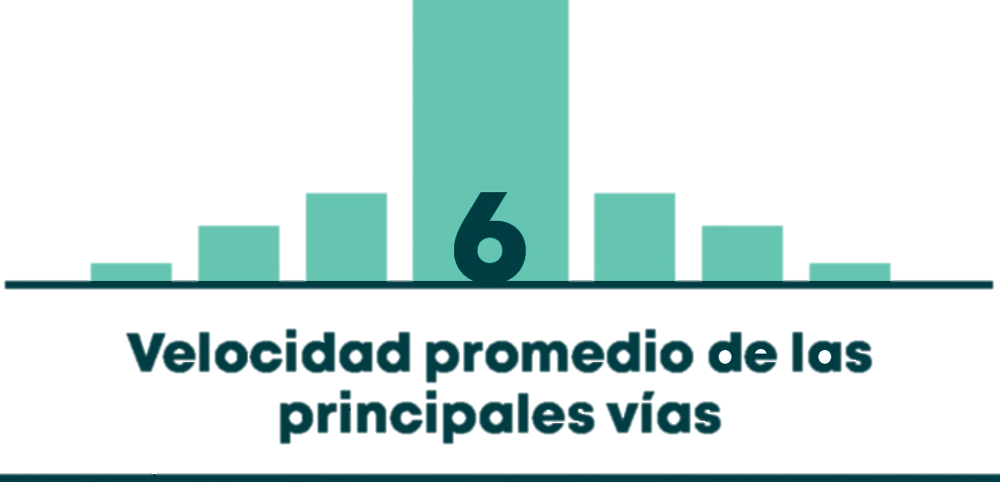 6
Velocidad promedio de las
principales vías